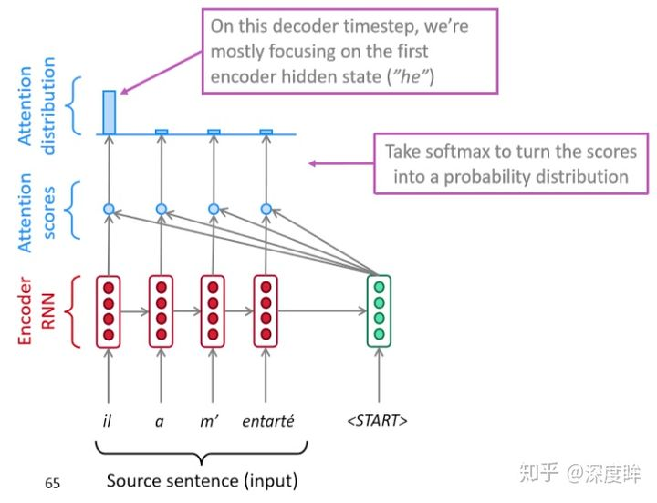 On this decoder timestep, we're
mostly focusing on the first
encoder hidden state ("he")
Attention
distribution
Take softmax to turn the scores
into a probability distribution
Attention
scores
Encoder
RNN
il a m' entarté <START>
65 Source sentence (input)
知乎 @深度眸